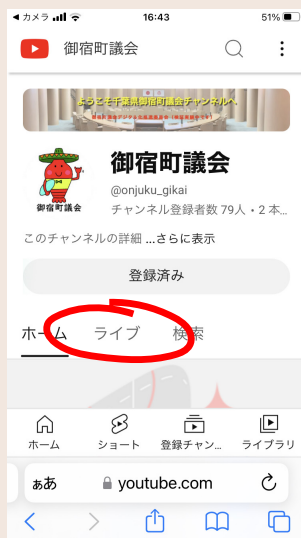 カメラ
16:43
51%
御宿町議会
ようこそ千葉県御宿町議会チャンネルへ
御宿町議会
御宿町議会
@onjuku_gikai
チャンネル登録者数 79人・2 本...
このチャンネルの詳細 ...さらに表示
登録済み
ホーム ライブ 検索
ホーム ショート 登録チャン... ライブラリ
ぁあ youtube.com